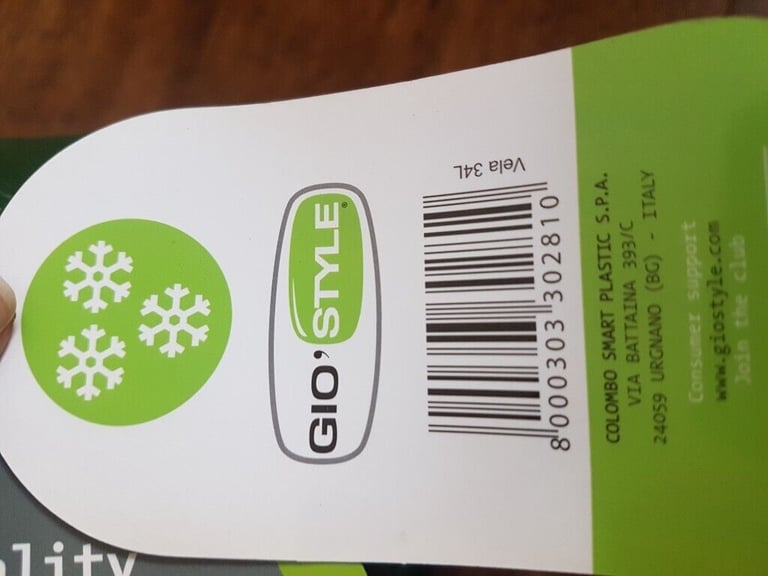 GIO'STYLE®
Vela 34L
8 000303 302810
COLOMBO SMART PLASTIC S.P.A.
VIA BATTAINA 393/C
24059 URGNANO (BG) - ITALY
Consumer support
www.giostyle.com
Join the club